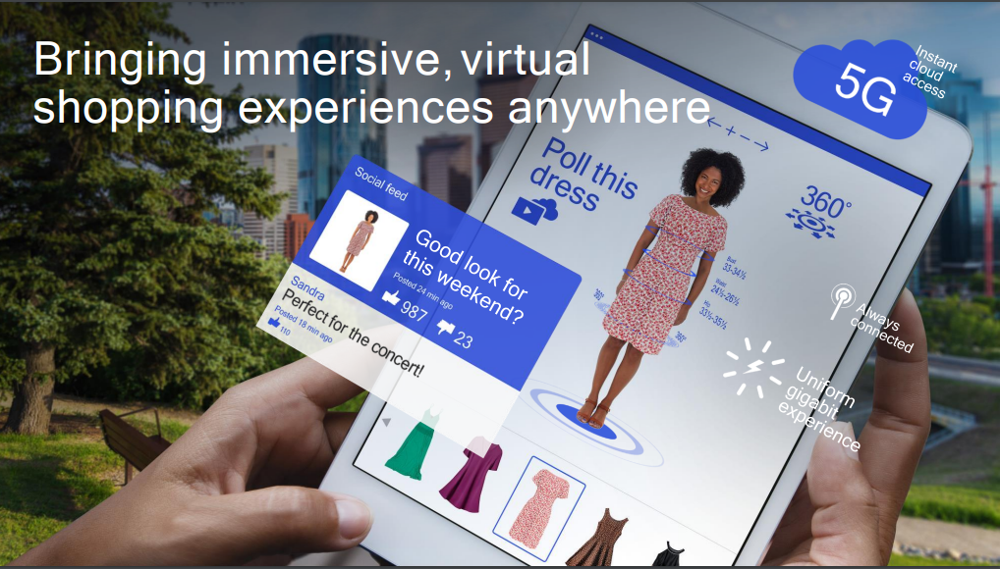 Bringing immersive, virtual
shopping experiences anywhere
Instant
cloud
access
5G
Poll this
dress
360°
Social feed
Good look for
this weekend?
Posted 24 min ago
987
23
Sandra
Perfect for the concert!
Posted 18 min ago
110
Bust
33-34½
Waist
24½-26½
Hip
33½-35½
360°
360°
Always
connected
Uniform
gigabit
experience